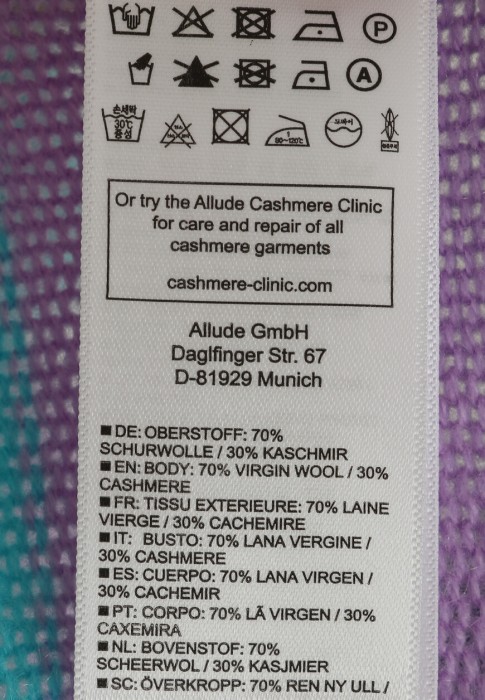 P
A
손세탁
30℃
중성
1
80~120℃
드라이
Or try the Allude Cashmere Clinic
for care and repair of all
cashmere garments
cashmere-clinic.com
Allude GmbH
Daglfinger Str. 67
D-81929 Munich
■ DE: OBERSTOFF: 70%
SCHURWOLLE / 30% KASCHMIR
■ EN: BODY: 70% VIRGIN WOOL / 30%
CASHMERE
■ FR: TISSU EXTERIEURE: 70% LAINE
VIERGE / 30% CACHEMIRE
■ IT: BUSTO: 70% LANA VERGINE /
30% CASHMERE
■ ES: CUERPO: 70% LANA VIRGEN /
30% CACHEMIR
■ PT: CORPO: 70% LÃ VIRGEN / 30%
CAXEMIRA
■ NL: BOVENSTOF: 70%
SCHEERWOL / 30% KASJMIER
■ SC: ÖVERKROPP: 70% REN NY ULL /